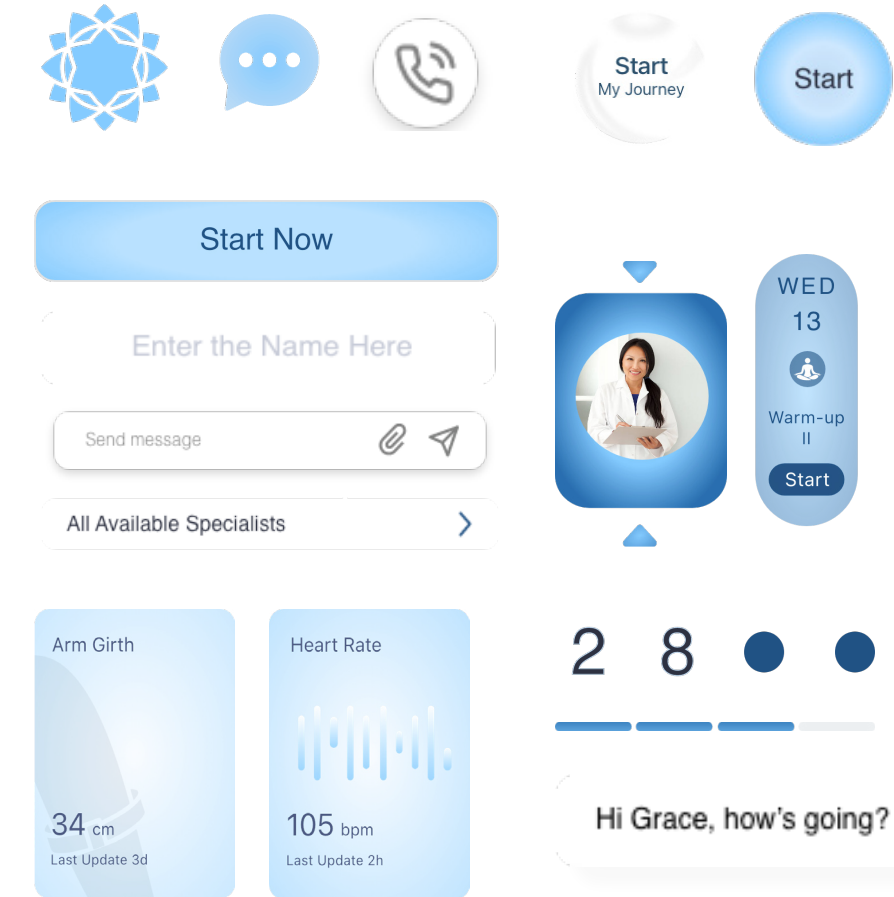 Start
My Journey
Start
Start Now
WED
13
Enter the Name Here
Warm-up
II
Send message
Start
All Available Specialists
Arm Girth
Heart Rate
2 8
34 cm
105 bpm
Hi Grace, how's going?
Last Update 3d
Last Update 2h